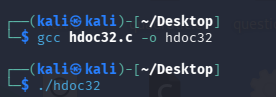 ┌──(kali㉿kali)-[~/Desktop]
└─$ gcc hdoc32.c -o hdoc32
┌──(kali㉿kali)-[~/Desktop]
└─$ ./hdoc32